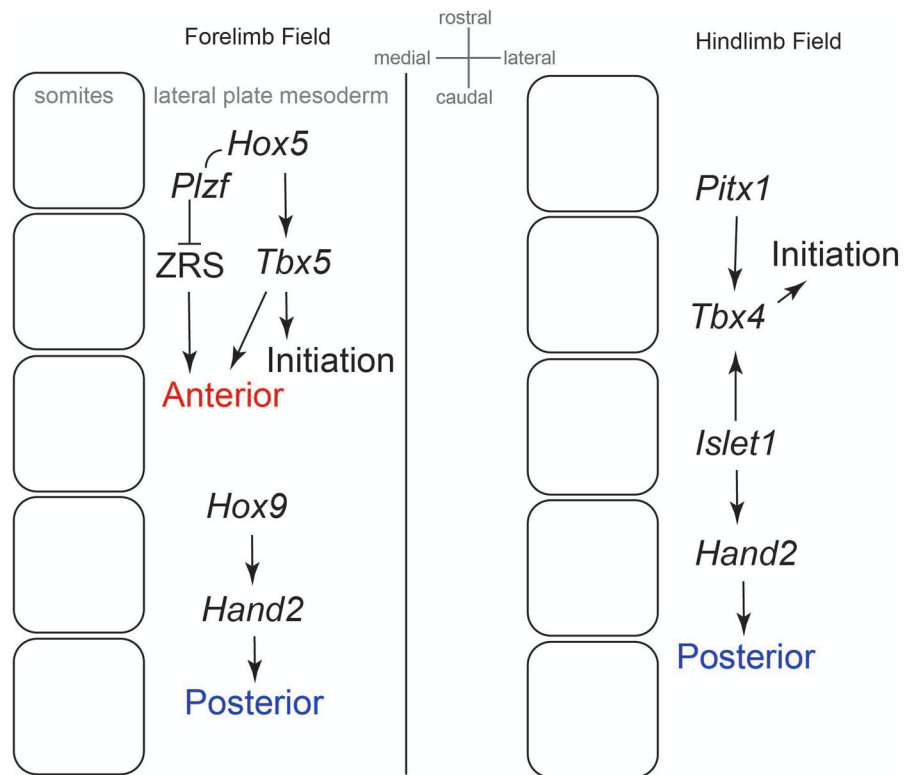 Forelimb Field
rostral
medial
lateral
caudal
Hindlimb Field
somites
lateral plate mesoderm
Hox5
Plzf
ZRS
Tbx5
Initiation
Anterior
Hox9
Hand2
Posterior
Pitx1
Initiation
Tbx4
Islet1
Hand2
Posterior